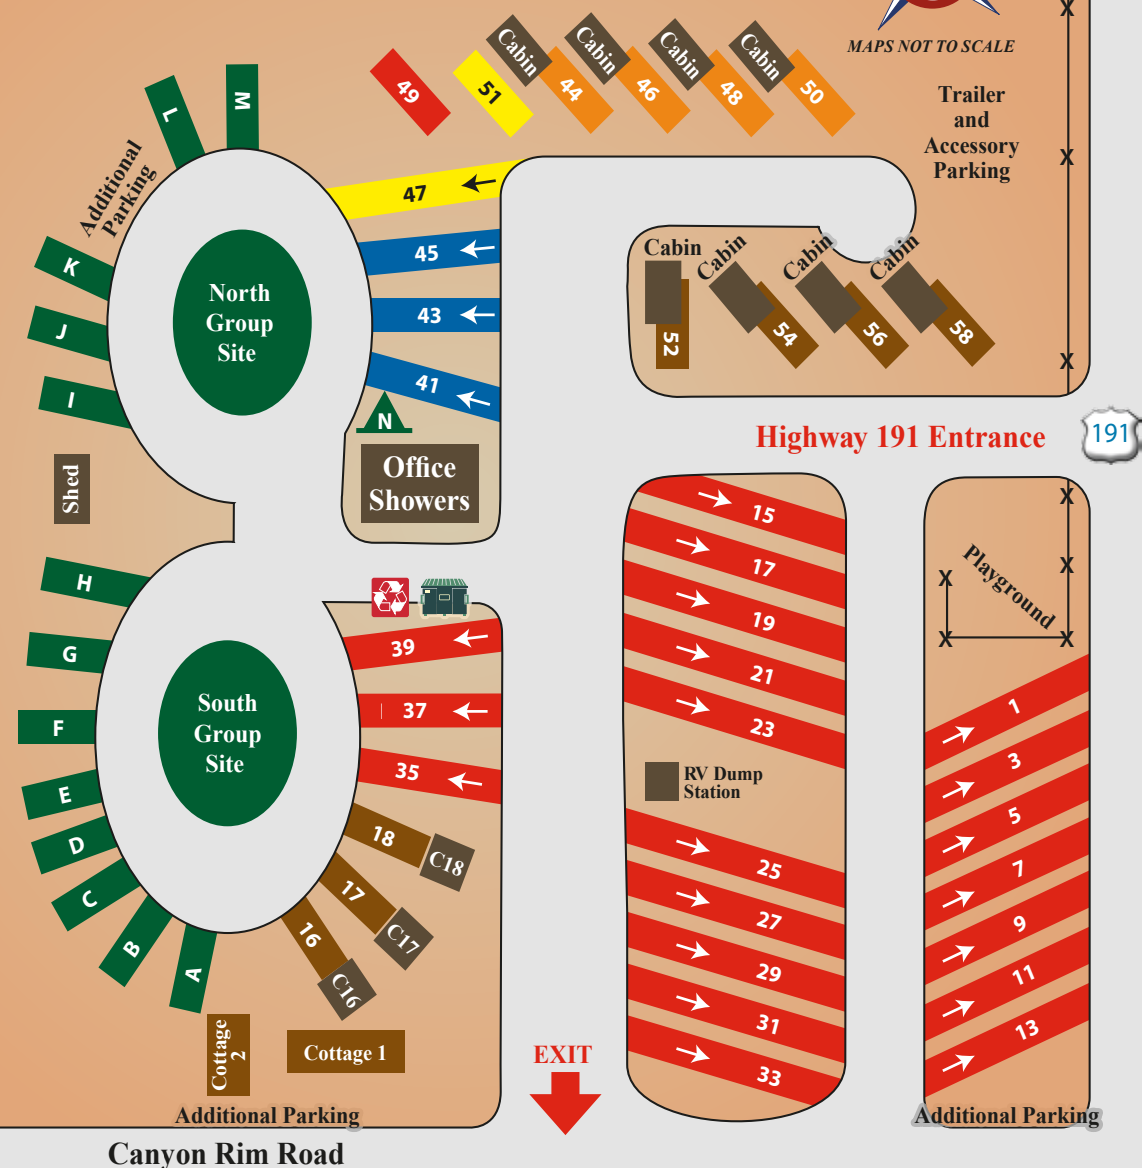 MAPS NOT TO SCALE
Trailer
and
Accessory
Parking
49
51
Cabin
44
Cabin
46
Cabin
48
Cabin
50
L
M
Additional
Parking
K
J
I
North
Group
Site
47
45
43
41
N
Office
Showers
Cabin
52
Cabin
54
Cabin
56
Cabin
58
Highway 191 Entrance
191
Shed
H
G
F
E
D
C
B
A
South
Group
Site
39
37
35
18
C18
17
C17
16
C16
Cottage
2
Cottage 1
15
17
19
21
23
RV Dump
Station
25
27
29
31
33
X
X
X
X
X
X
X
X
Playground
1
3
5
7
9
11
13
EXIT
Additional Parking
Additional Parking
Canyon Rim Road